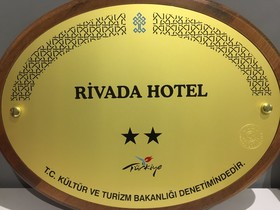 RİVADA HOTEL
Türkiye
T.C. KÜLTÜR VE TURİZM BAKANLIĞI DENETİMİNDEDİR.